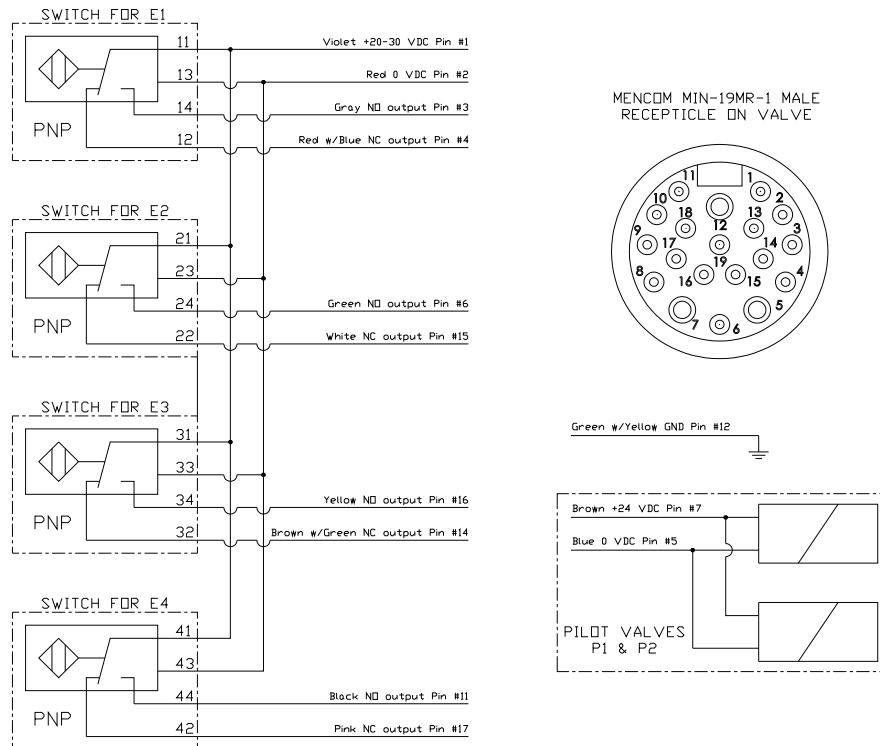 SWITCH FOR E1
11
Violet +20-30 VDC Pin #1
13
Red 0 VDC Pin #2
14
Gray NO output Pin #3
12
Red w/Blue NC output Pin #4
PNP
SWITCH FOR E2
21
23
24
Green NO output Pin #6
22
White NC output Pin #15
PNP
SWITCH FOR E3
31
33
34
Yellow NO output Pin #16
32
Brown w/Green NC output Pin #14
PNP
SWITCH FOR E4
41
43
44
Black NO output Pin #11
42
Pink NC output Pin #17
PNP
MENCOM MIN-19MR-1 MALE
RECEPTICLE ON VALVE
11
1
10
2
18
12
13
9
3
17
14
19
8
16
15
4
7
6
5
Green w/Yellow GND Pin #12
Brown +24 VDC Pin #7
Blue 0 VDC Pin #5
PILOT VALVES
P1 & P2